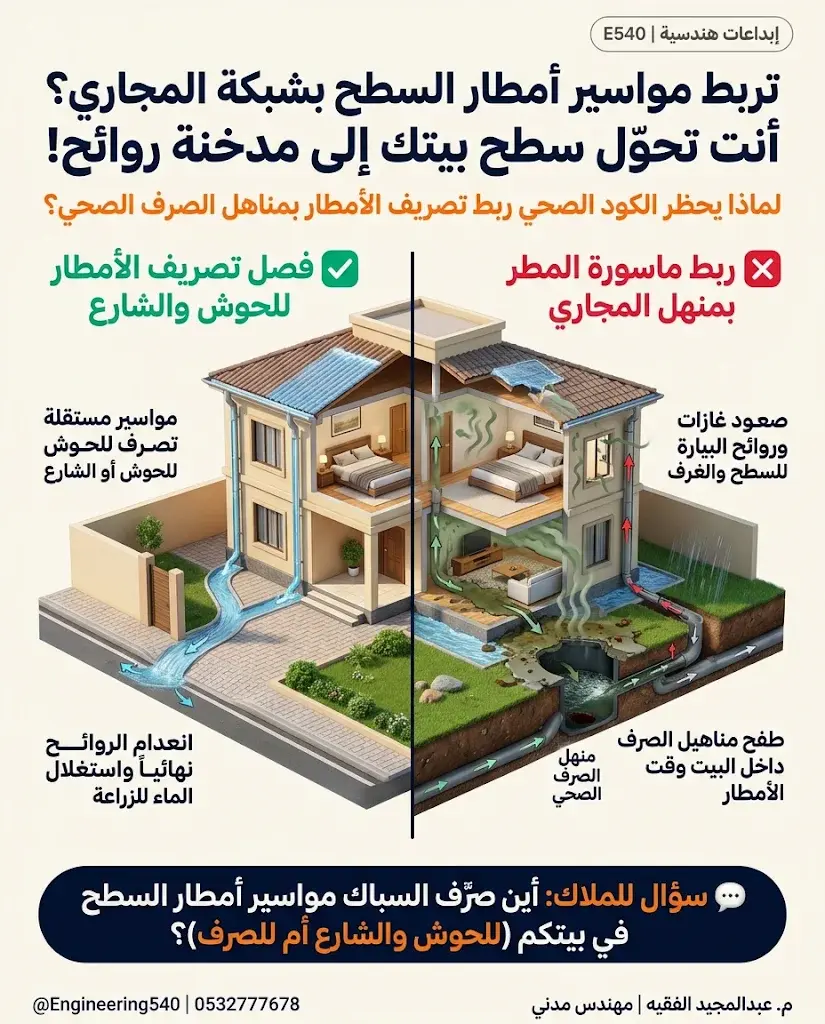 إبداعات هندسية | E540
تربط مواسير أمطار السطح بشبكة المجاري؟
أنت تحوّل سطح بيتك إلى مدخنة روائح!
لماذا يحظر الكود الصحي ربط تصريف الأمطار بمناهل الصرف الصحي؟
ربط ماسورة المطر
بمنهل المجاري
فصل تصريف الأمطار
للحوش والشارع
صعود غازات
وروائح البيارة
للسطح والغرف
مواسير مستقلة
تصرف للحوش
للحوش أو الشارع
طفح مناهيل الصرف
داخل البيت وقت
الأمطار
منهل
الصرف
الصحي
انعدام الروائـــح
نهائيـاً واستغلال
الماء للزراعة
سؤال للملاك: أين صرَّف السباك مواسير أمطار السطح
في بيتكم (للحوش والشارع أم للصرف)؟
م. عبدالمجيد الفقيه | مهندس مدني
@Engineering540 | 0532777678